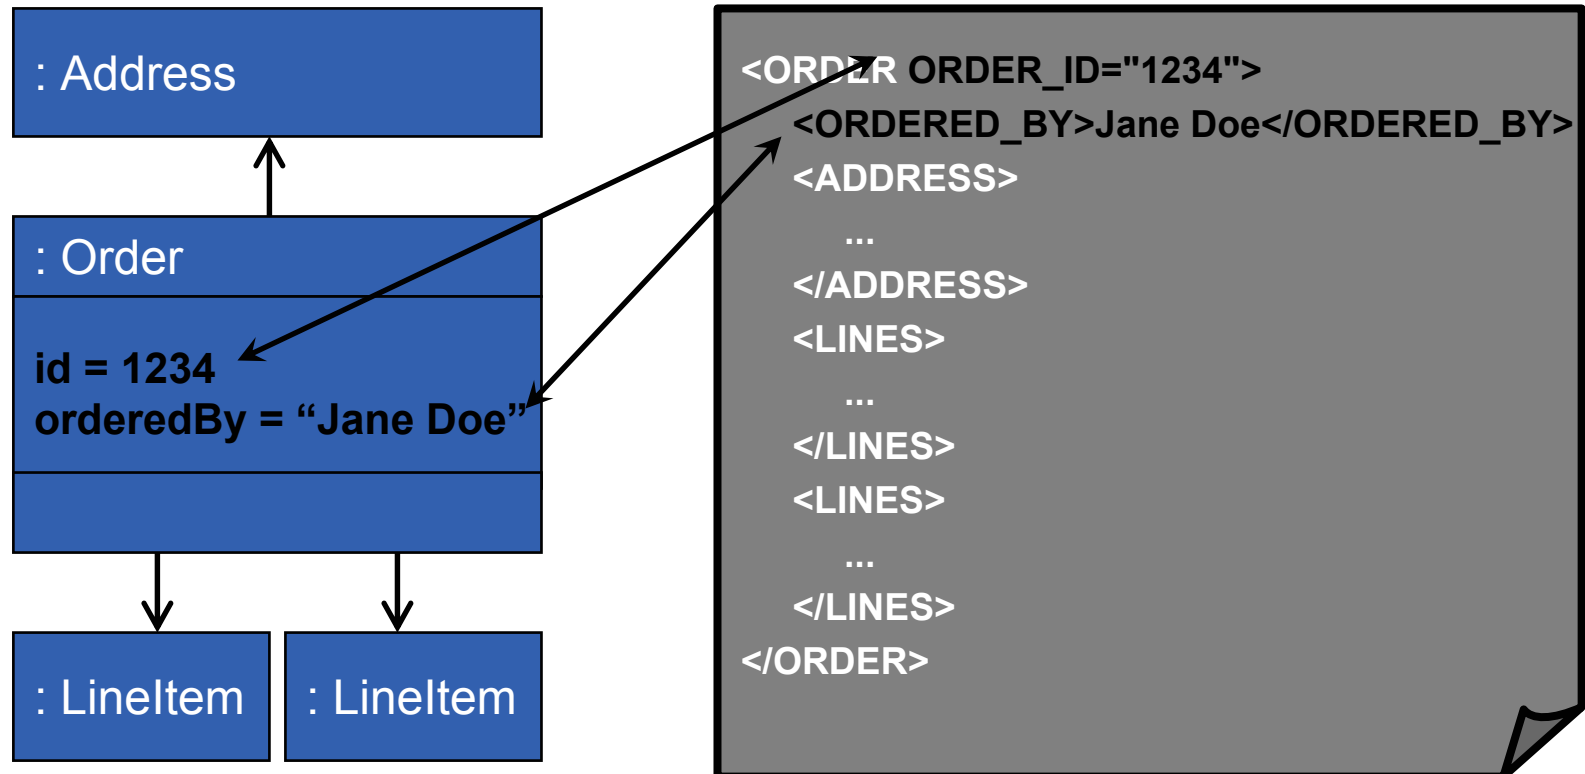 : Address
: Order
id = 1234
orderedBy = “Jane Doe”
: LineItem
: LineItem
<ORDER ORDER_ID="1234">
<ORDERED_BY>Jane Doe</ORDERED_BY>
<ADDRESS>
...
</ADDRESS>
<LINES>
...
</LINES>
<LINES>
...
</LINES>
</ORDER>